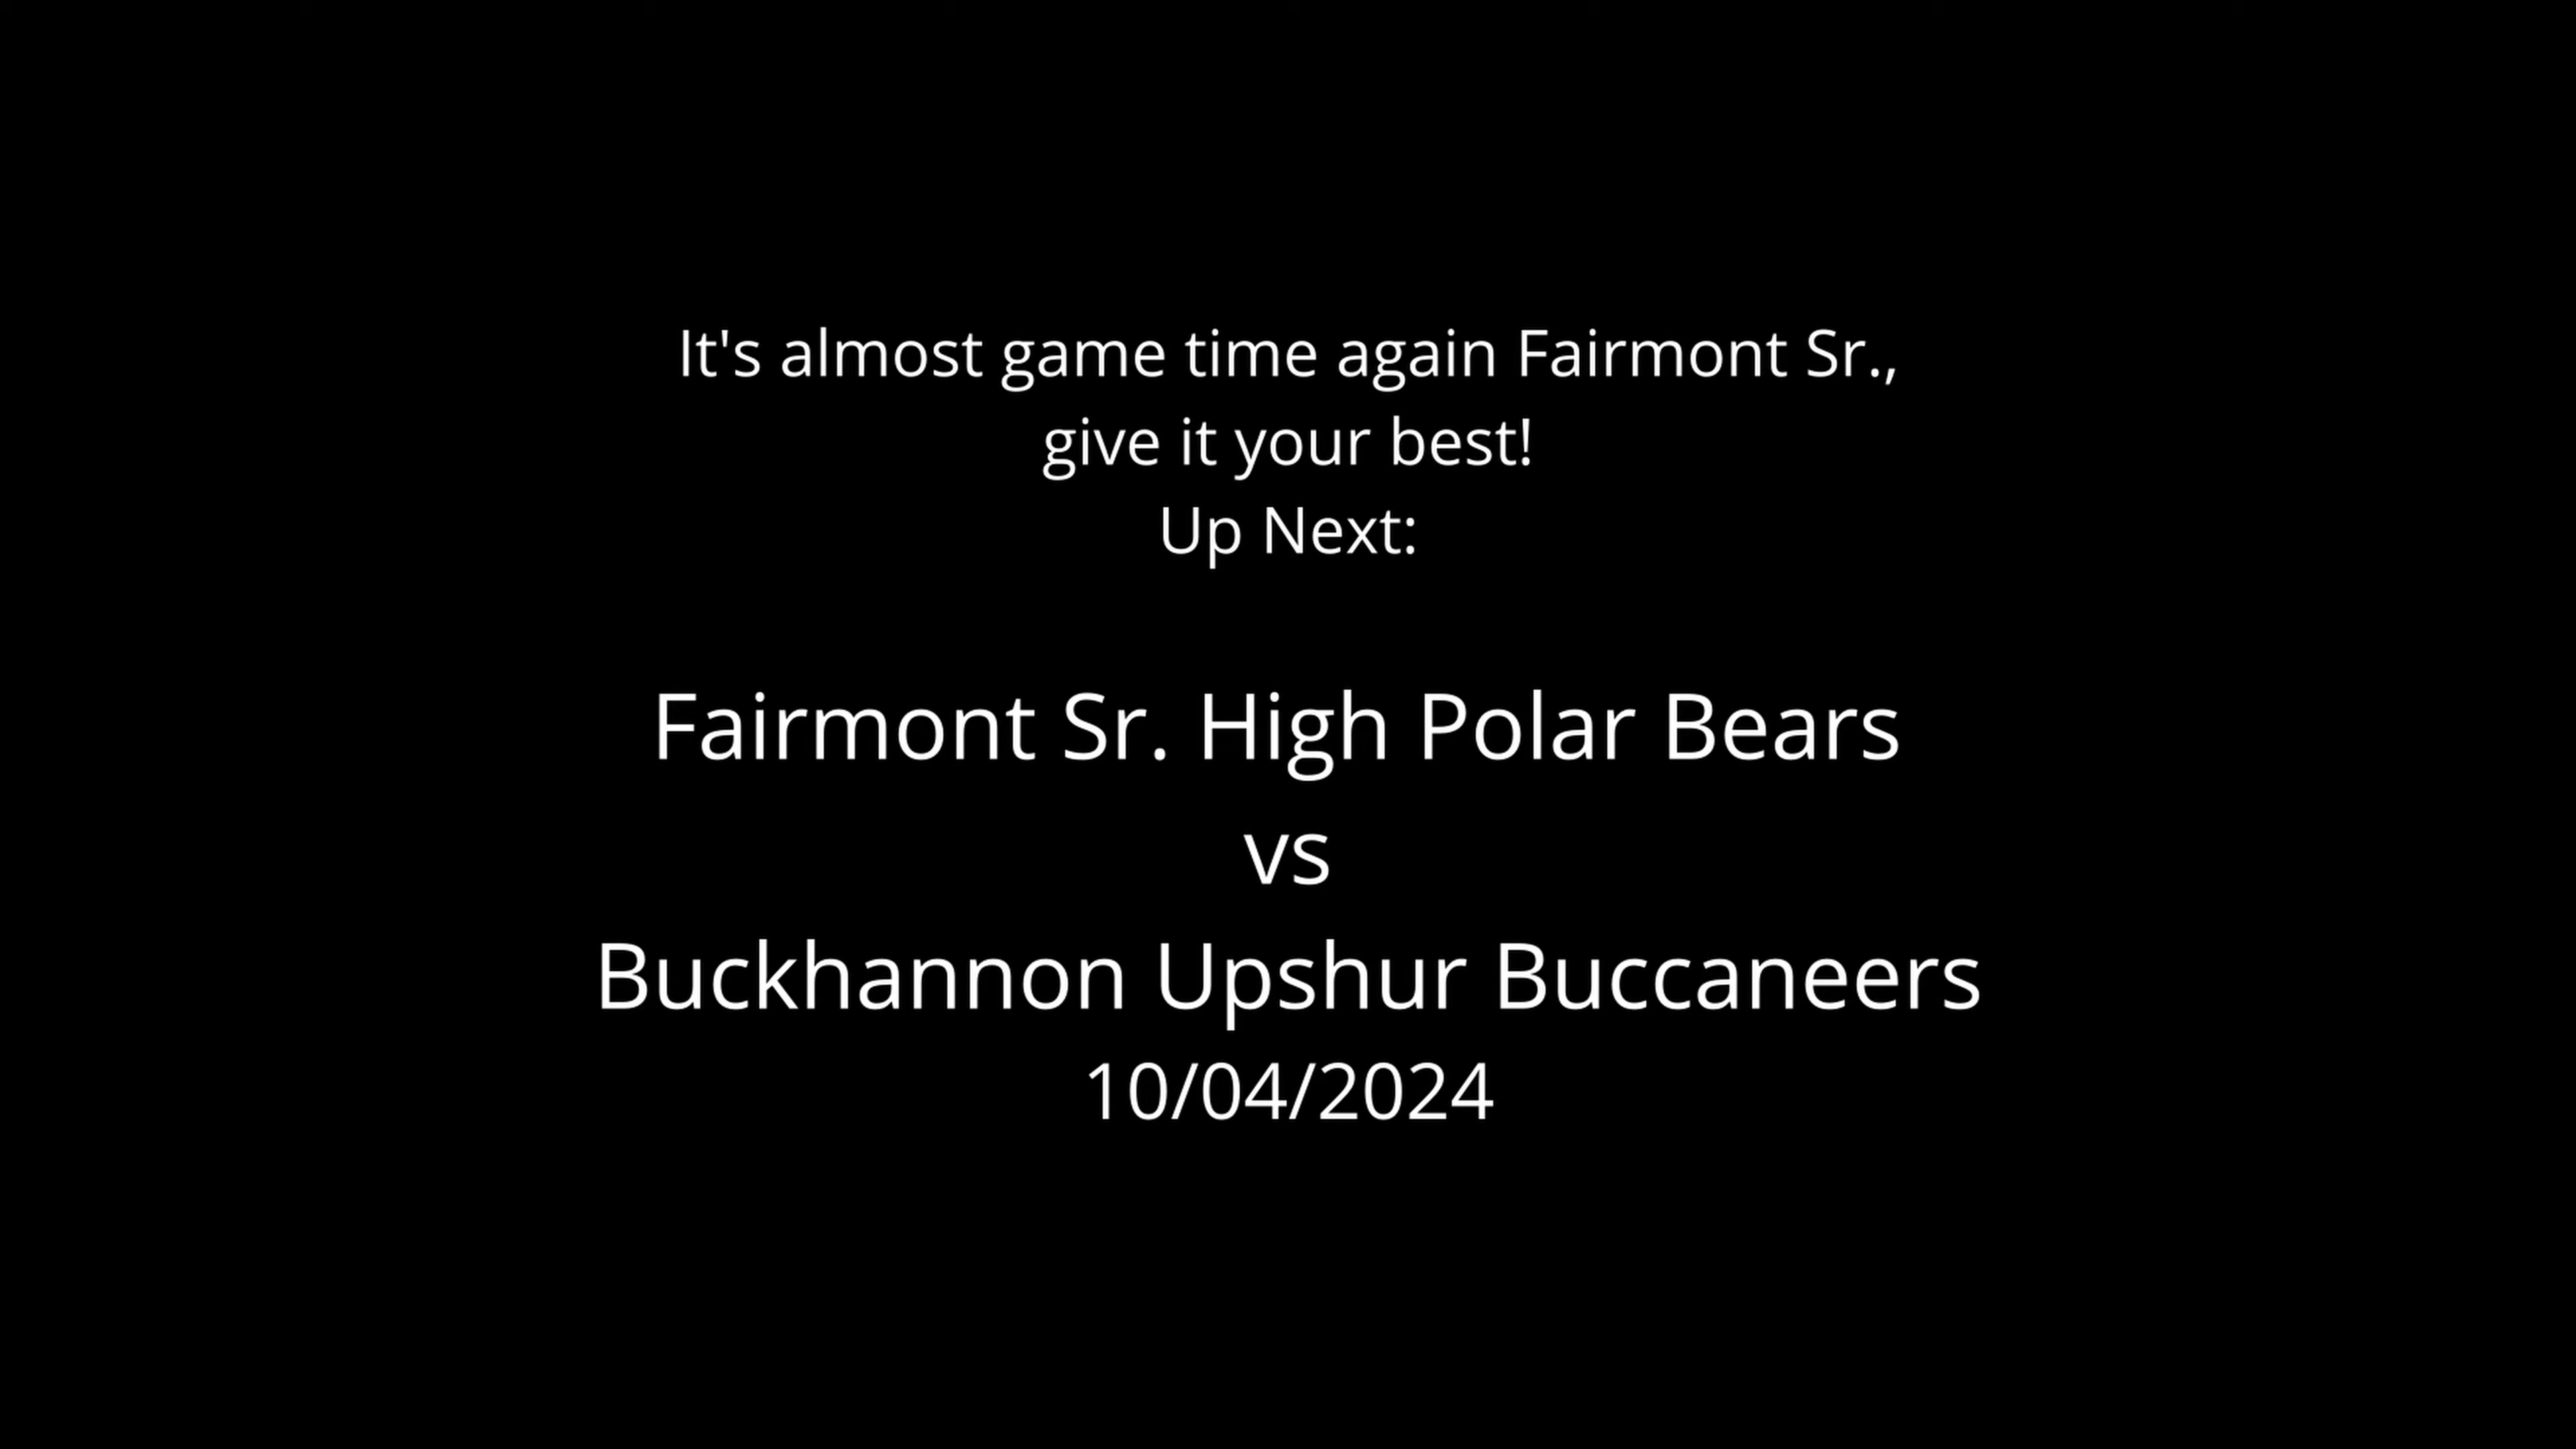 It's almost game time again Fairmont Sr.,
give it your best!
Up Next:
Fairmont Sr. High Polar Bears
vs
Buckhannon Upshur Buccaneers
10/04/2024